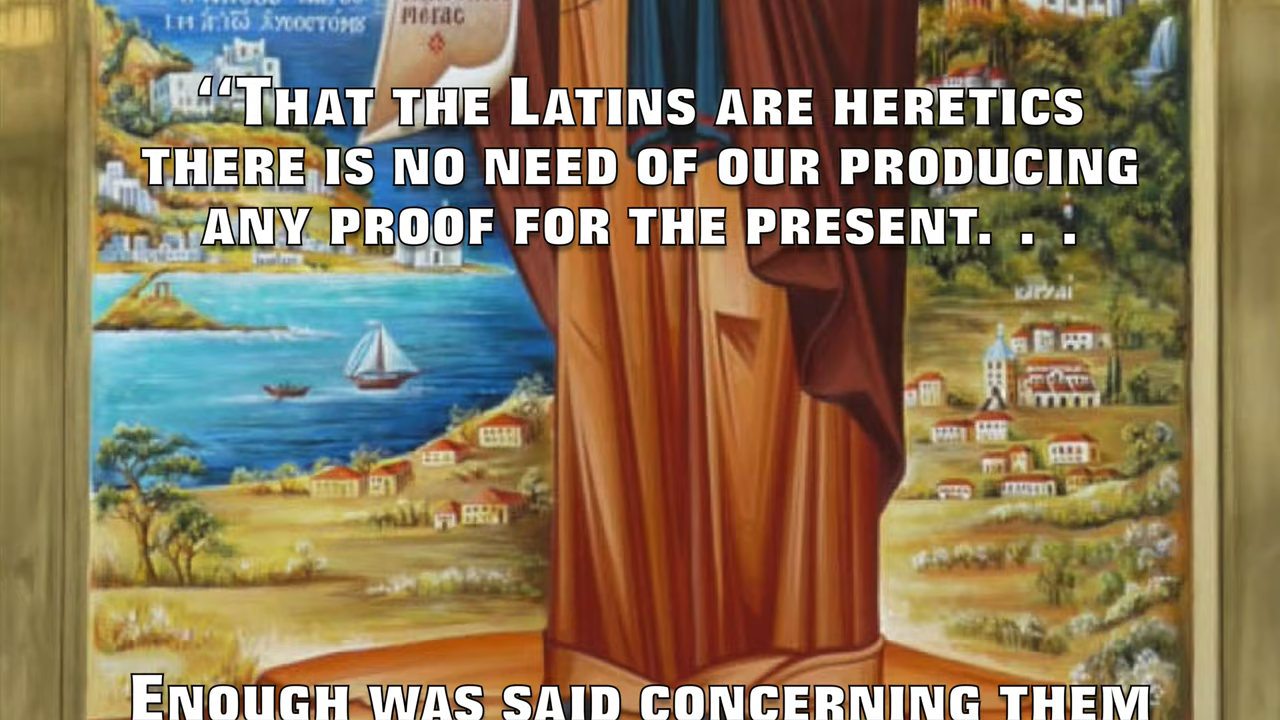 ΜΕΓΑC
“That the Latins are heretics
there is no need of our producing
any proof for the present. . .
Enough was said concerning them